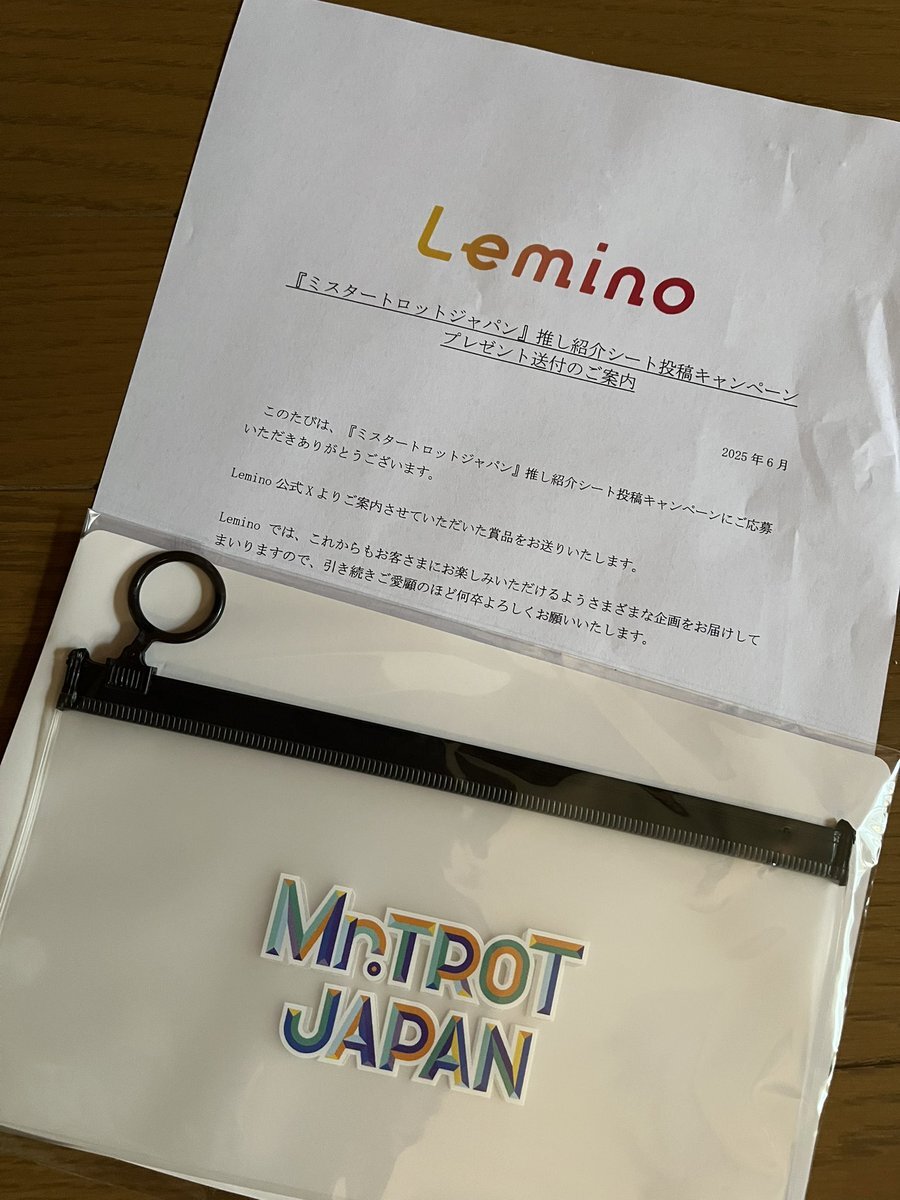 Lemino
『ミスタートロットジャパン』推し紹介シート投稿キャンペーン
プレゼント送付のご案内
2025年6月
このたびは、『ミスタートロットジャパン』推し紹介シート投稿キャンペーンにご応募
いただきありがとうございます。
Lemino 公式 X よりご案内させていただいた賞品をお送りいたします。
Lemino では、これからもお客さまにお楽しみいただけるようさまざまな企画をお届けして
まいりますので、引き続きご愛顧のほど何卒よろしくお願いいたします。
Mr.TROT
JAPAN